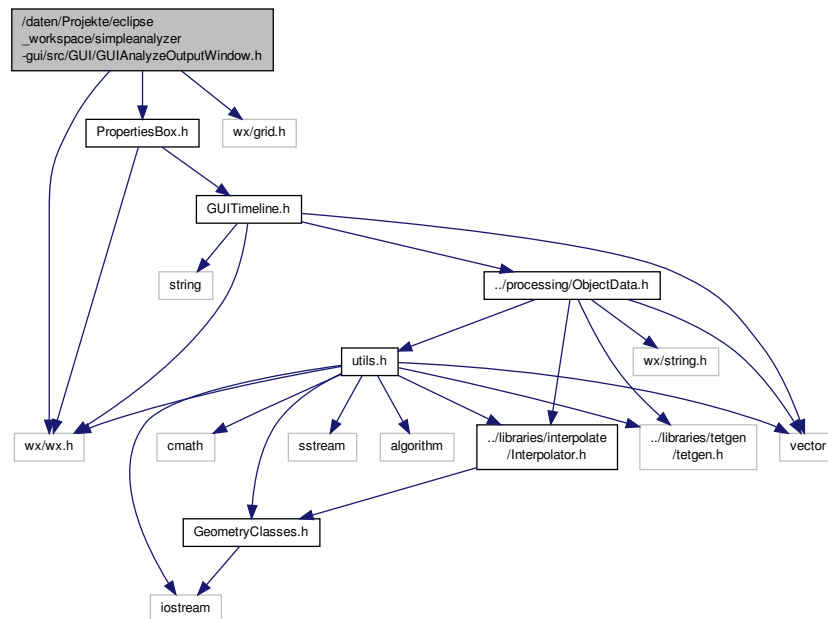 /daten/Projekte/eclipse
_workspace/simpleanalyzer
-gui/src/GUI/GUIAnalyzeOutputWindow.h
PropertiesBox.h
wx/grid.h
GUITimeline.h
string
../processing/ObjectData.h
utils.h
wx/string.h
wx/wx.h
cmath
sstream
algorithm
../libraries/interpolate
/Interpolator.h
../libraries/tetgen
/tetgen.h
vector
GeometryClasses.h
iostream